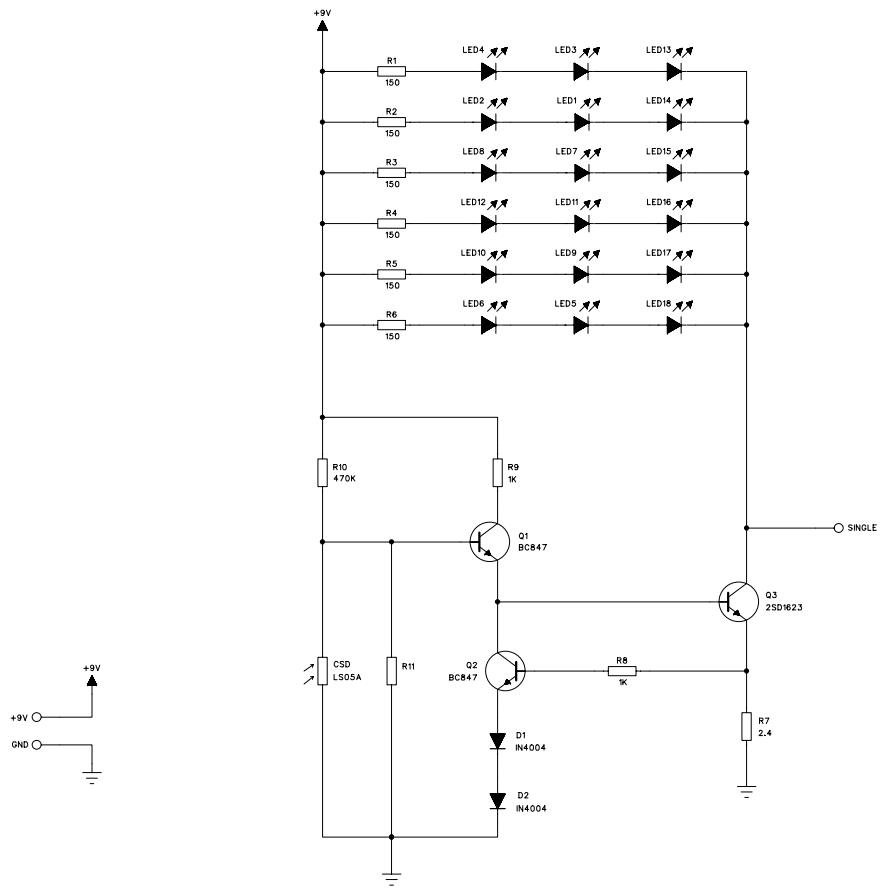 +9V
R1
150
LED4
LED3
LED13
R2
150
LED2
LED1
LED14
R3
150
LED8
LED7
LED15
R4
150
LED12
LED11
LED16
R5
150
LED10
LED9
LED17
R6
150
LED6
LED5
LED18
R10
470K
R9
1K
Q1
BC847
SINGLE
Q3
2SD1623
CSD
LS05A
R11
Q2
BC847
R8
1K
R7
2.4
+9V
+9V
GND
D1
IN4004
D2
IN4004